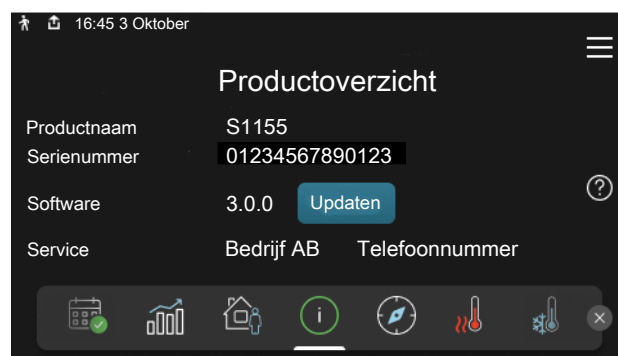 16:45 3 Oktober
Productoverzicht
Productnaam S1155
Serienummer 01234567890123
Software 3.0.0 Updaten
Service Bedrijf AB Telefoonnummer